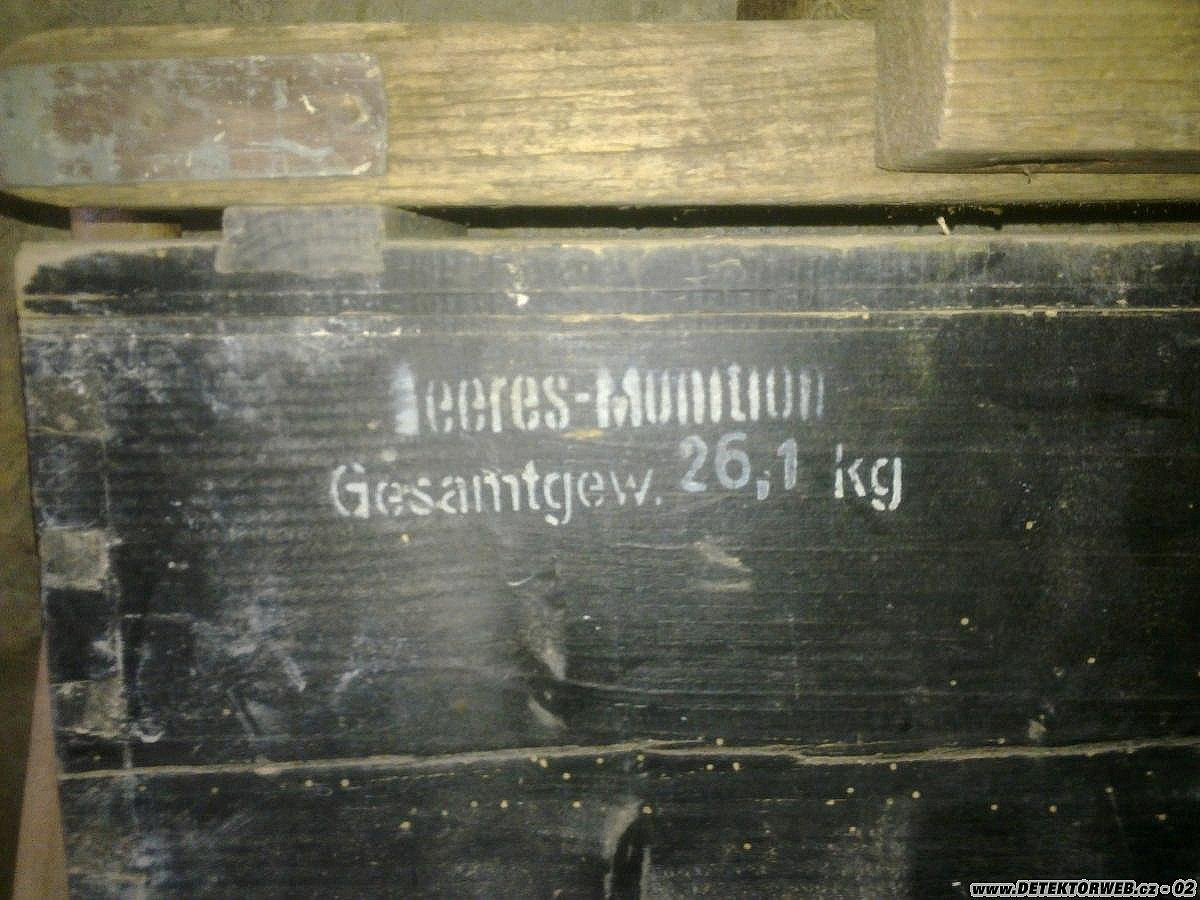 Heeres-Munition
Gesamtgew. 26,1 kg
www.DETEKTORWEB.cz - 02